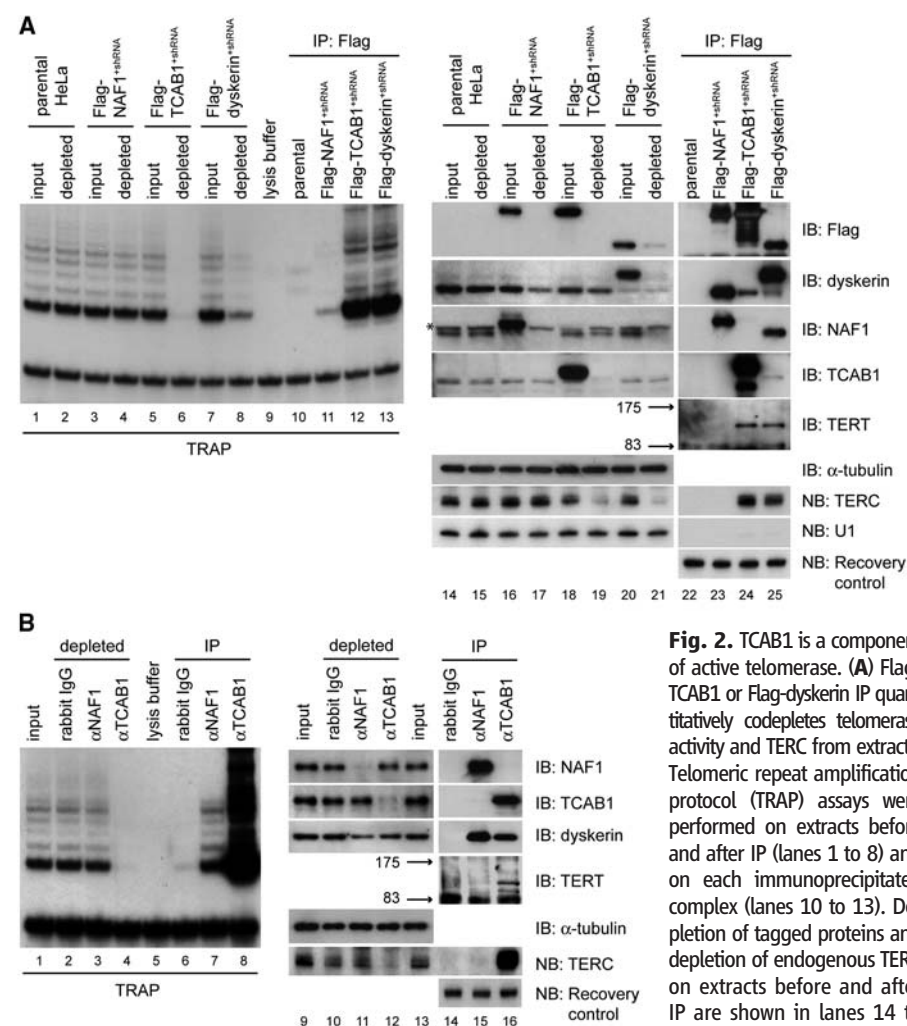 A
parental HeLa
Flag-NAF1+shRNA
Flag-TCAB1+shRNA
Flag-dyskerin+shRNA
IP: Flag
input
depleted
input
depleted
input
depleted
input
depleted
lysis buffer
parental
Flag-NAF1+shRNA
Flag-TCAB1+shRNA
Flag-dyskerin+shRNA
1 2 3 4 5 6 7 8 9 10 11 12 13
TRAP
parental HeLa
Flag-NAF1+shRNA
Flag-TCAB1+shRNA
Flag-dyskerin+shRNA
IP: Flag
input
depleted
input
depleted
input
depleted
input
depleted
parental
Flag-NAF1+shRNA
Flag-TCAB1+shRNA
Flag-dyskerin+shRNA
IB: Flag
IB: dyskerin
* IB: NAF1
IB: TCAB1
175 →
IB: TERT
83 →
IB: α-tubulin
NB: TERC
NB: U1
NB: Recovery
control
14 15 16 17 18 19 20 21 22 23 24 25
B
depleted
IP
input
rabbit IgG
αNAF1
αTCAB1
lysis buffer
rabbit IgG
αNAF1
αTCAB1
1 2 3 4 5 6 7 8
TRAP
depleted
IP
input
rabbit IgG
αNAF1
αTCAB1
input
rabbit IgG
αNAF1
αTCAB1
IB: NAF1
IB: TCAB1
IB: dyskerin
175 →
IB: TERT
83 →
IB: α-tubulin
NB: TERC
NB: Recovery
control
9 10 11 12 13 14 15 16
Fig. 2. TCAB1 is a componen
of active telomerase. (A) Flag
TCAB1 or Flag-dyskerin IP quan
titatively codepletes telomeras
activity and TERC from extract
Telomeric repeat amplification
protocol (TRAP) assays wer
performed on extracts befor
and after IP (lanes 1 to 8) an
on each immunoprecipitate
complex (lanes 10 to 13). De
pletion of tagged proteins an
depletion of endogenous TER
on extracts before and afte
IP are shown in lanes 14 t